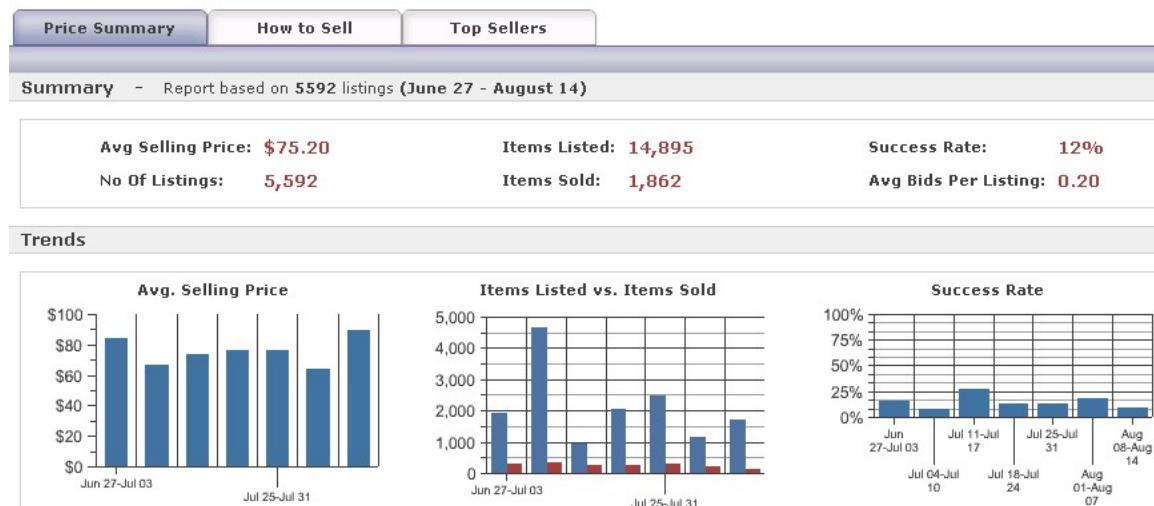 Price Summary How to Sell Top Sellers
Summary - Report based on 5592 listings (June 27 - August 14)
Avg Selling Price: $75.20 Items Listed: 14,895 Success Rate: 12%
No Of Listings: 5,592 Items Sold: 1,862 Avg Bids Per Listing: 0.20
Trends
Avg. Selling Price
$100
$80
$60
$40
$20
$0
Jun 27-Jul 03
Jul 25-Jul 31
Items Listed vs. Items Sold
5,000
4,000
3,000
2,000
1,000
0
Jun 27-Jul 03
Jul 25-Jul 31
Success Rate
100%
75%
50%
25%
0%
Jun
27-Jul 03
Jul 04-Jul
10
Jul 11-Jul
17
Jul 18-Jul
24
Jul 25-Jul
31
Aug
01-Aug
07
Aug
08-Aug
14